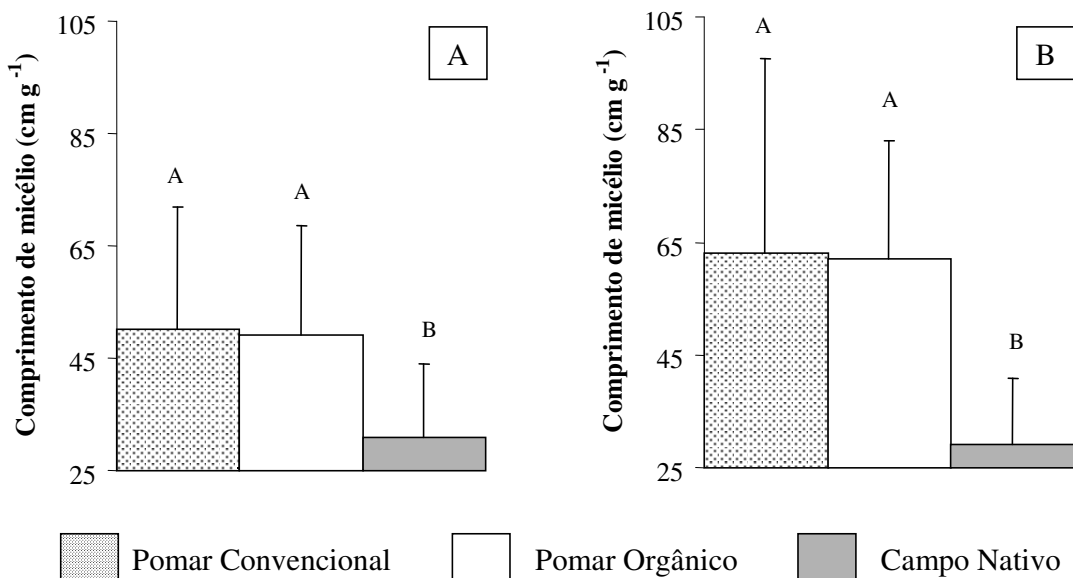 Comprimento de micélio (cm g -1)
105
85
65
45
25
A
A
A
B
Comprimento de micélio (cm g -1)
105
85
65
45
25
B
A
A
B
Pomar Convencional
Pomar Orgânico
Campo Nativo